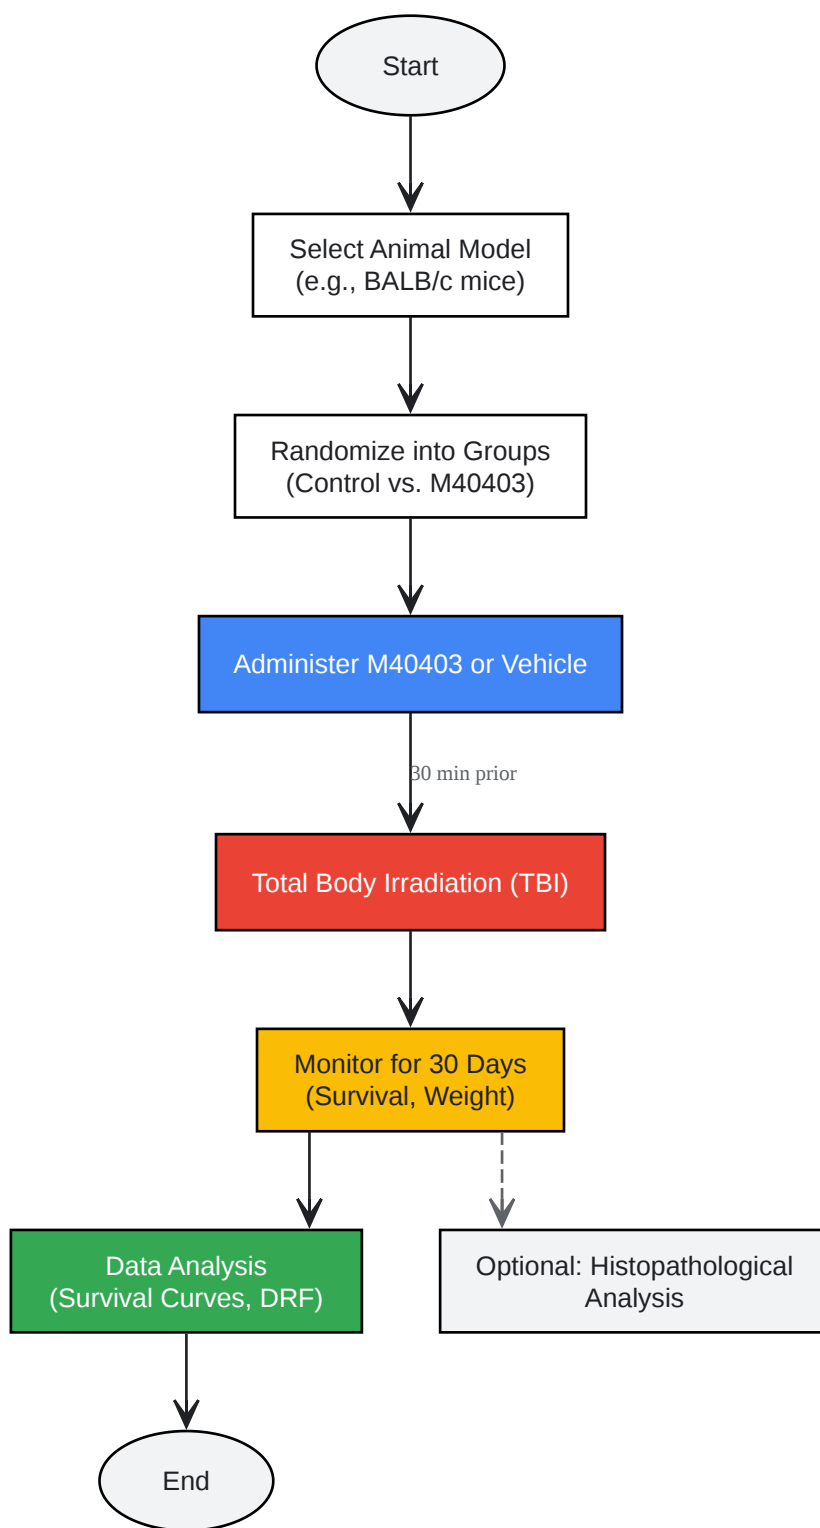 Start
Select Animal Model
(e.g., BALB/c mice)
Randomize into Groups
(Control vs. M40403)
Administer M40403 or Vehicle
30 min prior
Total Body Irradiation (TBI)
Monitor for 30 Days
(Survival, Weight)
Data Analysis
(Survival Curves, DRF)
Optional: Histopathological
Analysis
End